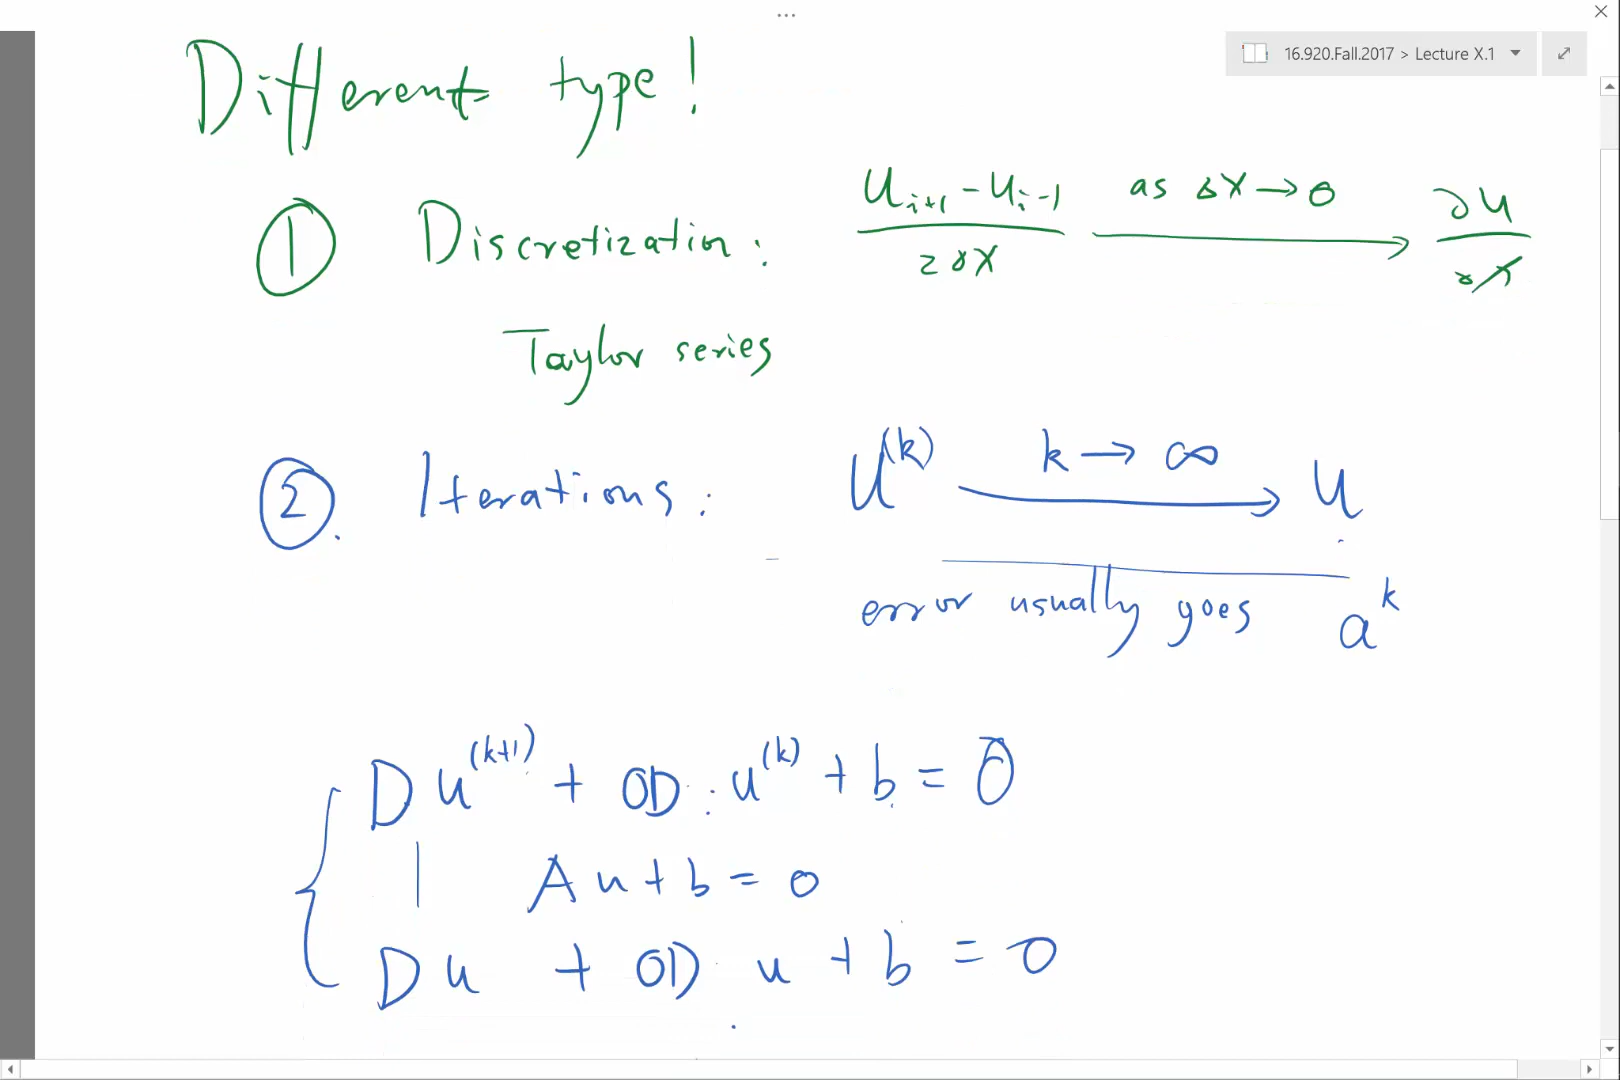 ...
16.920.Fall.2017 > Lecture X.1
Different type!
① Discretization: (u_{i+1} - u_{i-1}) / 2ΔX as ΔX → 0 ∂u/∂x
Taylor series
②. Iterations: u^{(k)} k → ∞ u
error usually goes a^k
D u^{(k+1)} + OD · u^{(k)} + b = 0
A u + b = 0
D u + OD u + b = 0